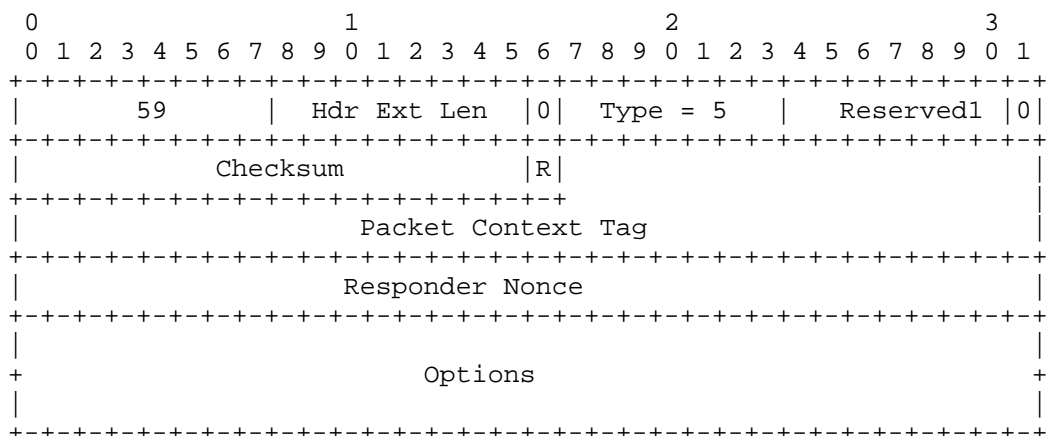 0                   1                   2                   3
 0 1 2 3 4 5 6 7 8 9 0 1 2 3 4 5 6 7 8 9 0 1 2 3 4 5 6 7 8 9 0 1
+-+-+-+-+-+-+-+-+-+-+-+-+-+-+-+-+-+-+-+-+-+-+-+-+-+-+-+-+-+-+-+-+
|       59      |  Hdr Ext Len  |0|  Type = 5   |   Reserved1 |0|
+-+-+-+-+-+-+-+-+-+-+-+-+-+-+-+-+-+-+-+-+-+-+-+-+-+-+-+-+-+-+-+-+
|            Checksum           |R|                             |
+-+-+-+-+-+-+-+-+-+-+-+-+-+-+-+-+-+                             |
|                     Packet Context Tag                        |
+-+-+-+-+-+-+-+-+-+-+-+-+-+-+-+-+-+-+-+-+-+-+-+-+-+-+-+-+-+-+-+-+
|                    Responder Nonce                            |
+-+-+-+-+-+-+-+-+-+-+-+-+-+-+-+-+-+-+-+-+-+-+-+-+-+-+-+-+-+-+-+-+
|                                                               |
+                         Options                               +
|                                                               |
+-+-+-+-+-+-+-+-+-+-+-+-+-+-+-+-+-+-+-+-+-+-+-+-+-+-+-+-+-+-+-+-+